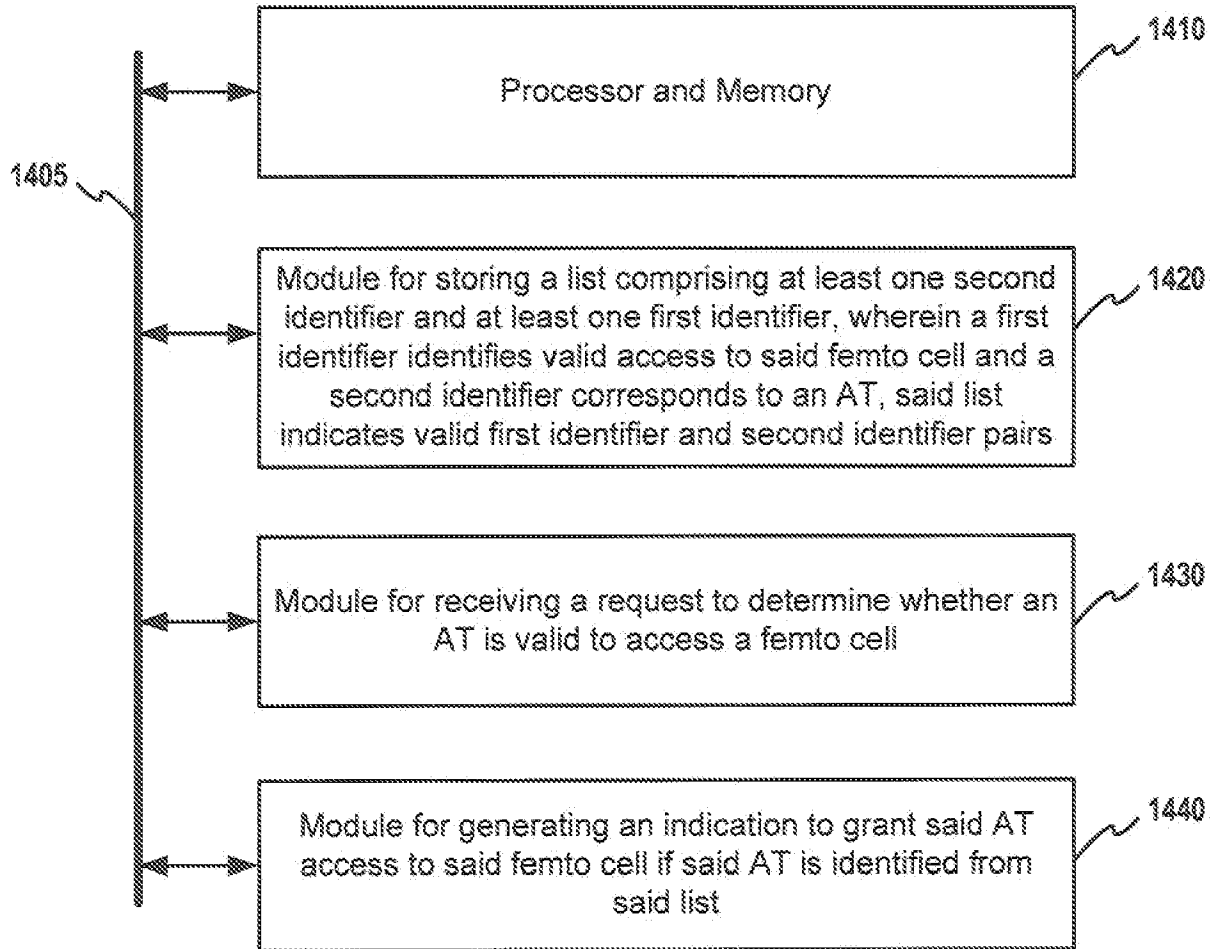 1410
Processor and Memory
1405
Module for storing a list comprising at least one second
identifier and at least one first identifier, wherein a first
identifier identifies valid access to said femto cell and a
second identifier corresponds to an AT, said list
indicates valid first identifier and second identifier pairs
1420
Module for receiving a request to determine whether an
AT is valid to access a femto cell
1430
Module for generating an indication to grant said AT
access to said femto cell if said AT is identified from
said list
1440